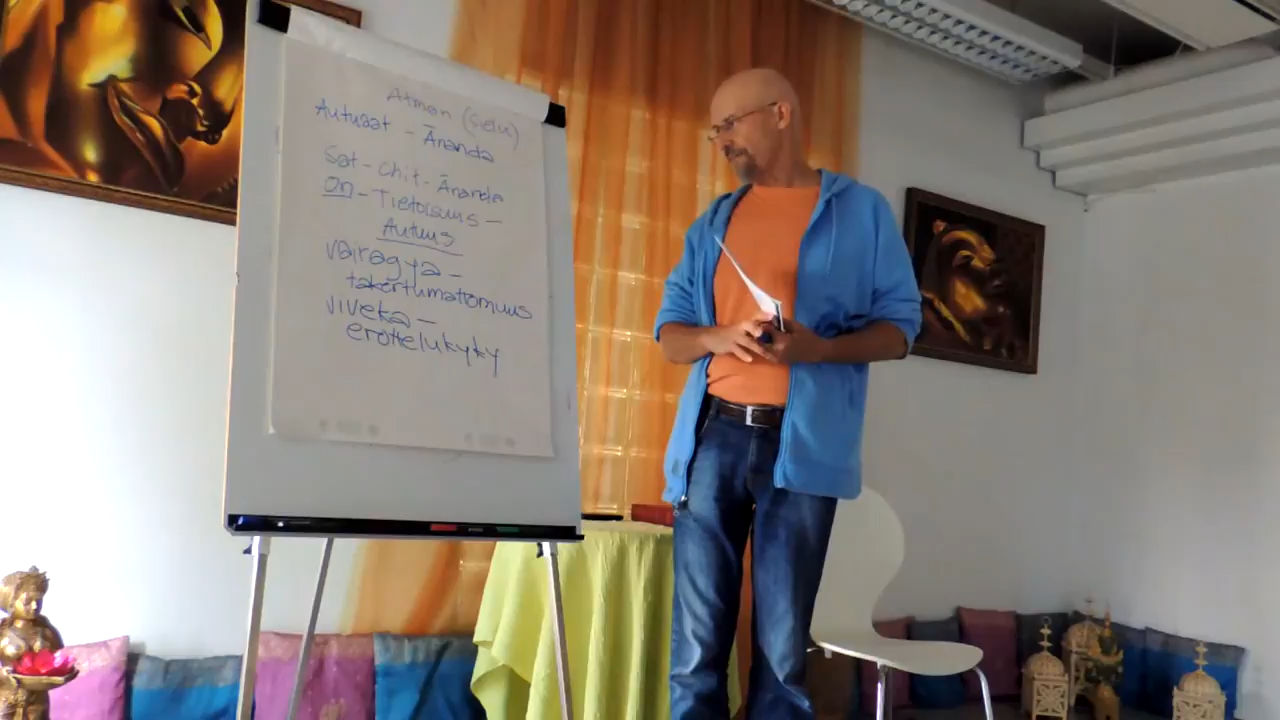 Atman (sielu)
Autuaat - Ānanda
Sat - Chit - Ānanda
On - Tietoisuus -
Autuus
Vairagya -
takertumattomuus
Viveka -
erottelukyky